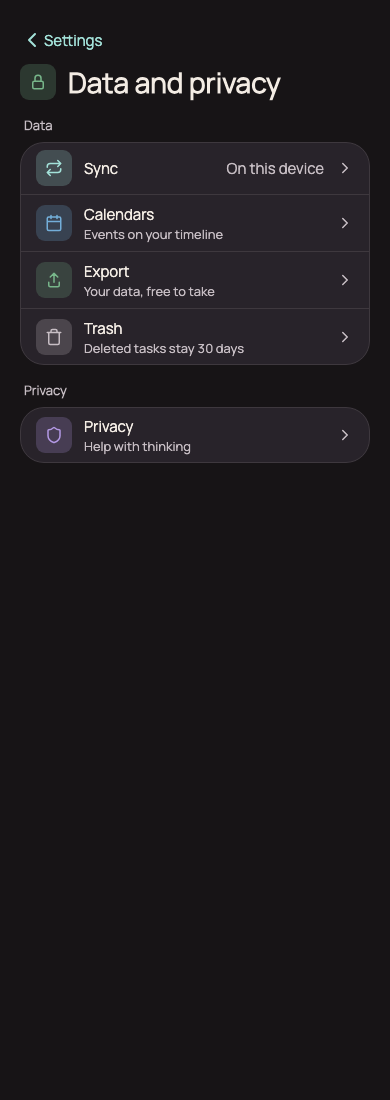 Settings
Data and privacy
Data
Sync
On this device
Calendars
Events on your timeline
Export
Your data, free to take
Trash
Deleted tasks stay 30 days
Privacy
Privacy
Help with thinking